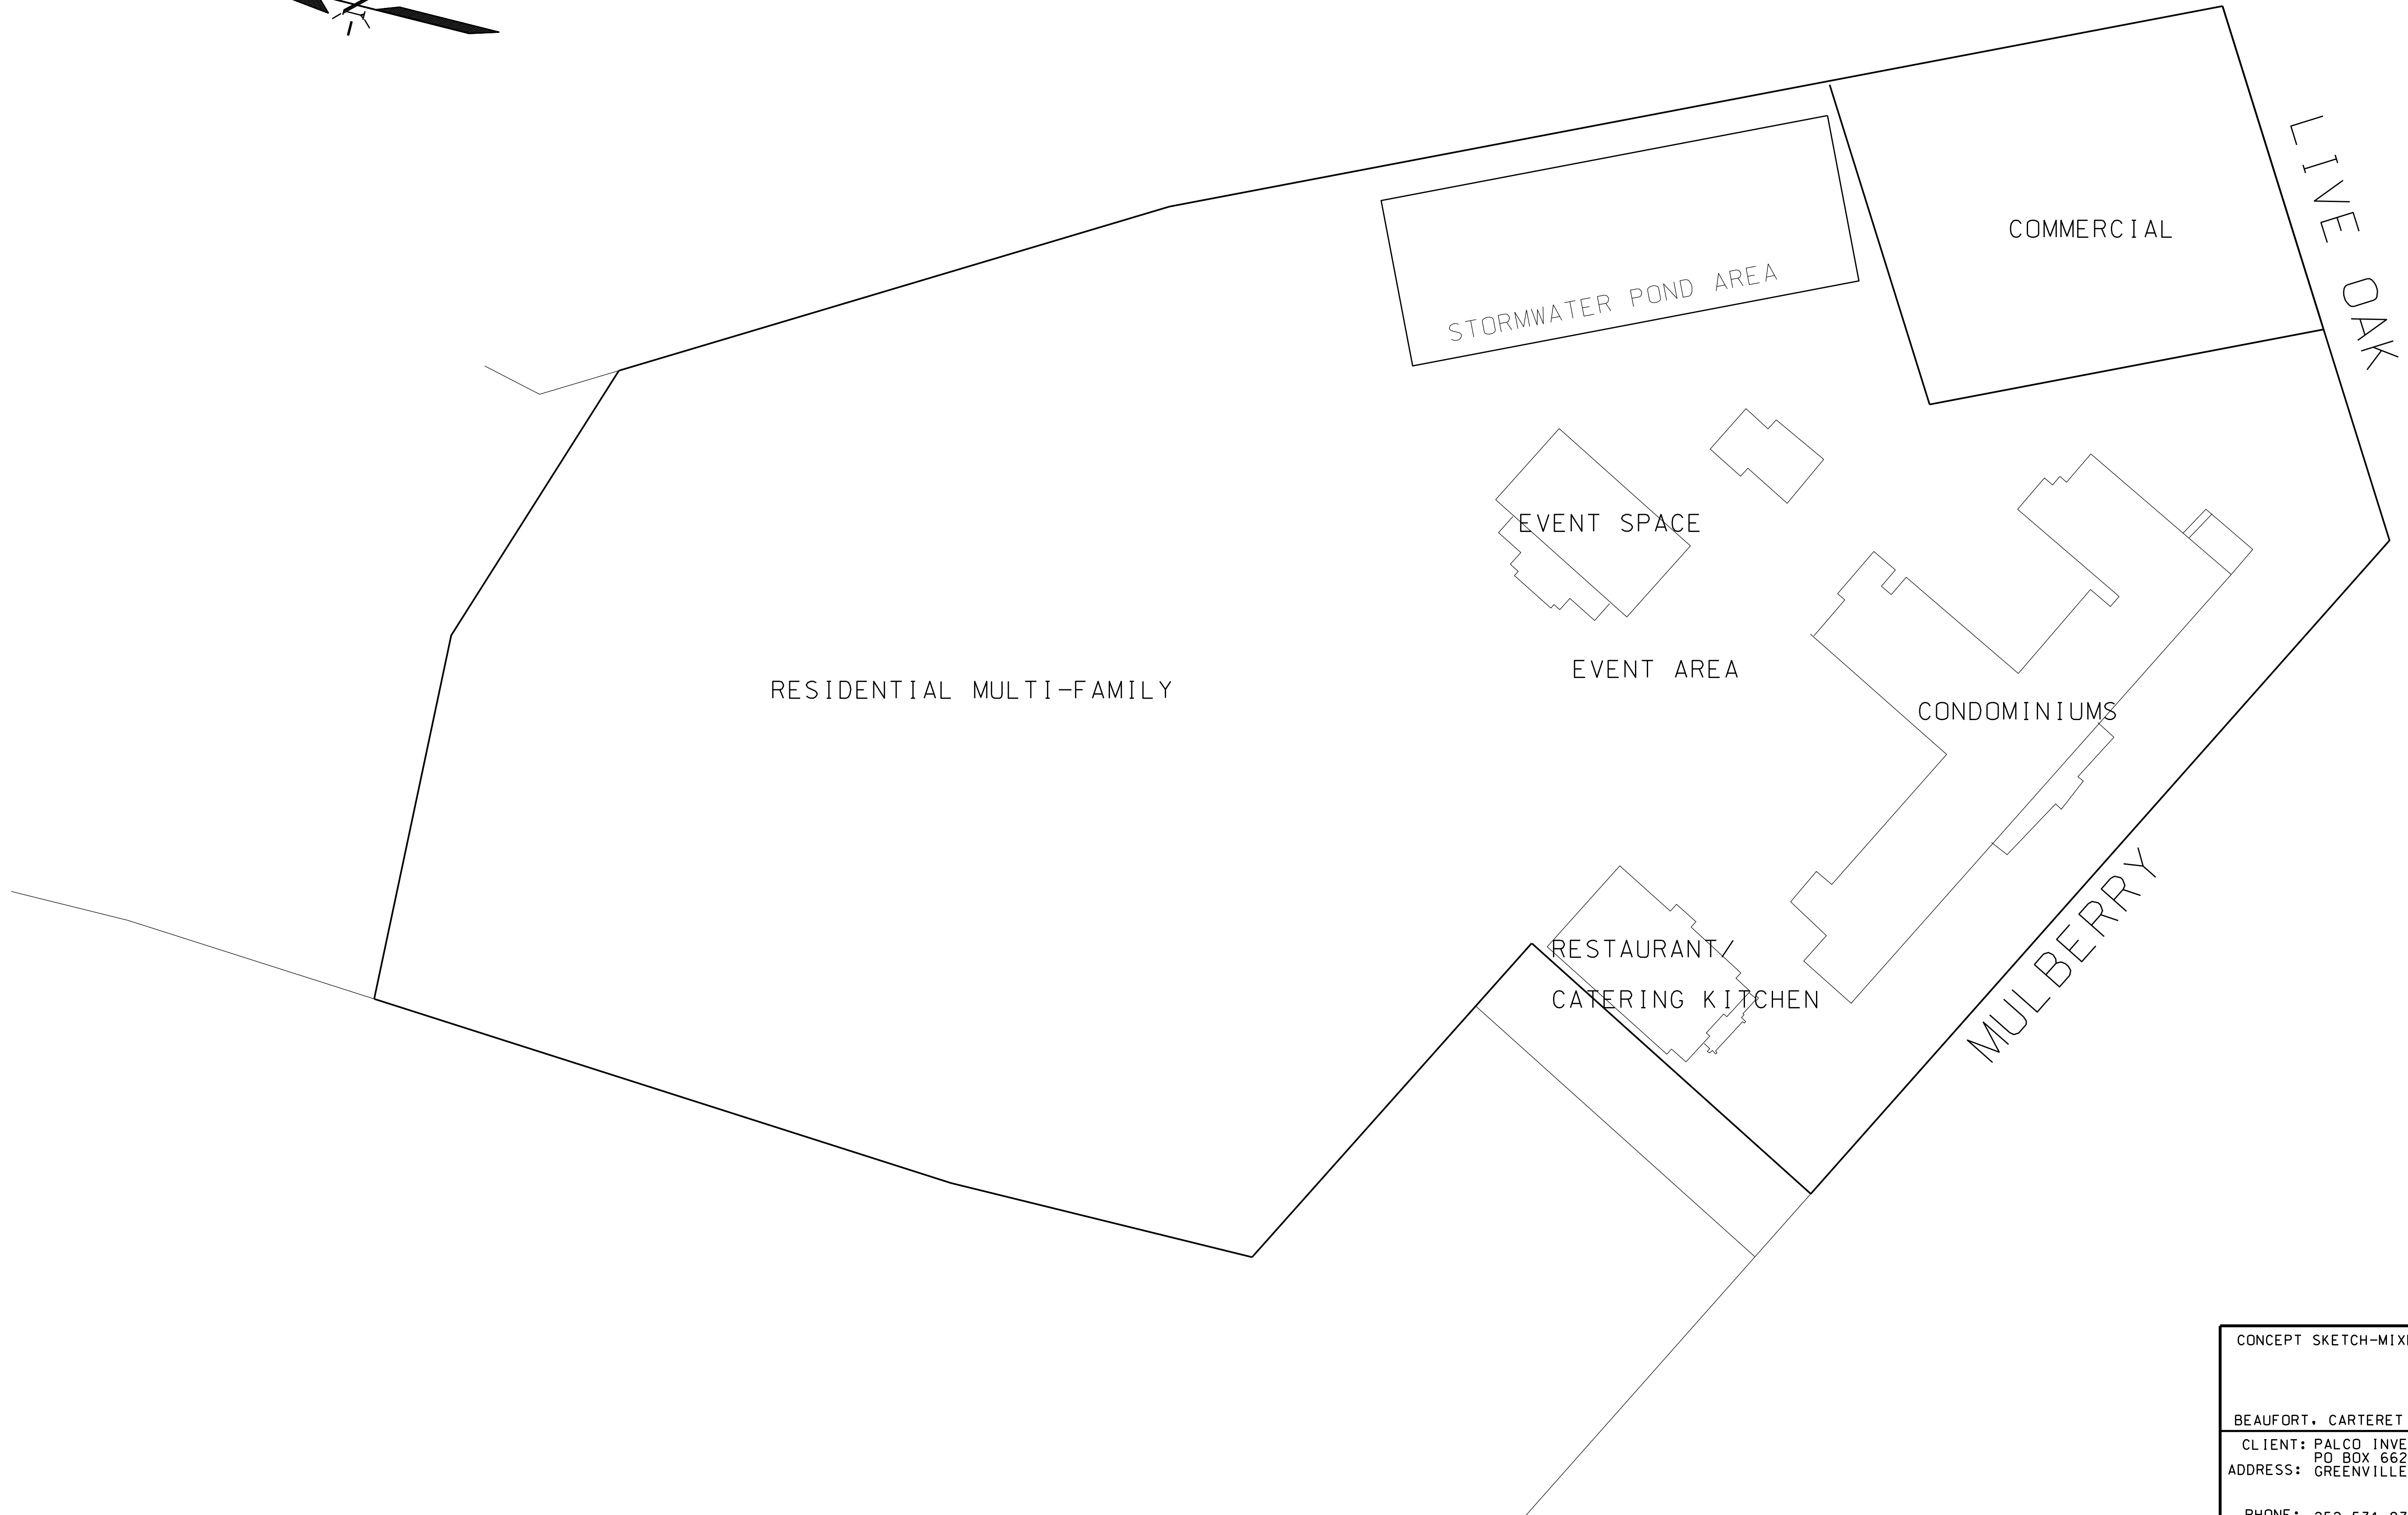 LIVE OAK
COMMERCIAL
STORMWATER POND AREA
EVENT SPACE
EVENT AREA
RESIDENTIAL MULTI-FAMILY
CONDOMINIUMS
RESTAURANT/
CATERING KITCHEN
MULBERRY
CONCEPT SKETCH-MIX
BEAUFORT, CARTERET
CLIENT: PALCO INVE
PO BOX 662
ADDRESS: GREENVILLE
PHONE: